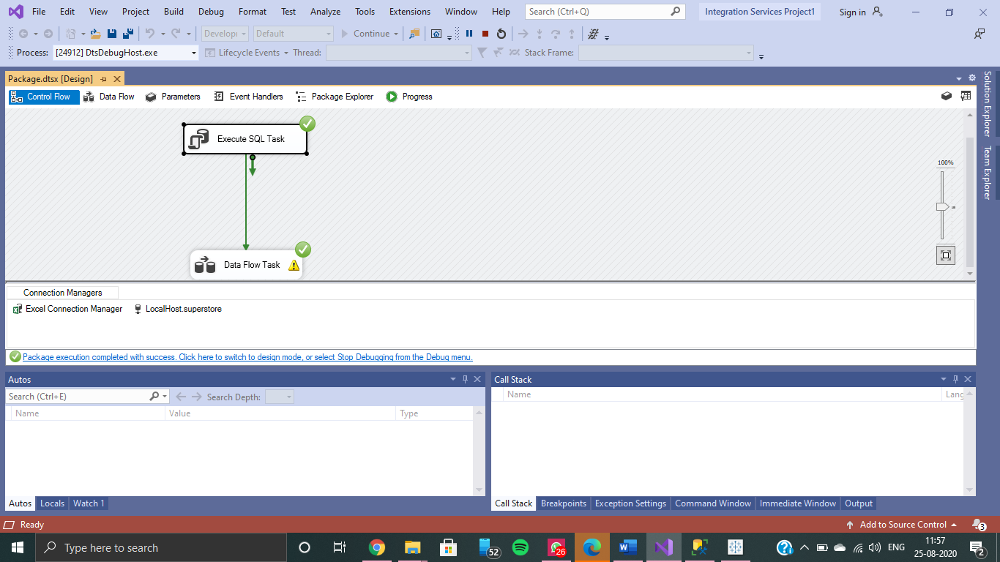 File Edit View Project Build Debug Format Test Analyze Tools Extensions Window Help Search (Ctrl+Q) Integration Services Project1 Sign in
Develop Default Continue
Process: [24912] DtsDebugHost.exe Lifecycle Events Thread: Stack Frame:
Package.dtsx [Design]
Control Flow Data Flow Parameters Event Handlers Package Explorer Progress
Execute SQL Task
100%
Data Flow Task
Solution Explorer
Team Explorer
Connection Managers
Excel Connection Manager LocalHost.superstore
Package execution completed with success. Click here to switch to design mode, or select Stop Debugging from the Debug menu.
Autos
Search (Ctrl+E) Search Depth:
Name Value Type
Autos Locals Watch 1
Call Stack
Name Lang
Call Stack Breakpoints Exception Settings Command Window Immediate Window Output
Ready Add to Source Control 3
Type here to search 52 26 ENG 11:57
25-08-2020 2